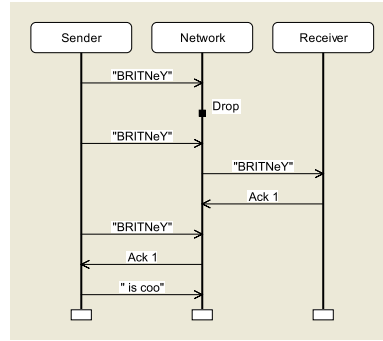 Sender Network Receiver
"BRITNeY"
Drop
"BRITNeY"
"BRITNeY"
Ack 1
"BRITNeY"
Ack 1
" is coo"